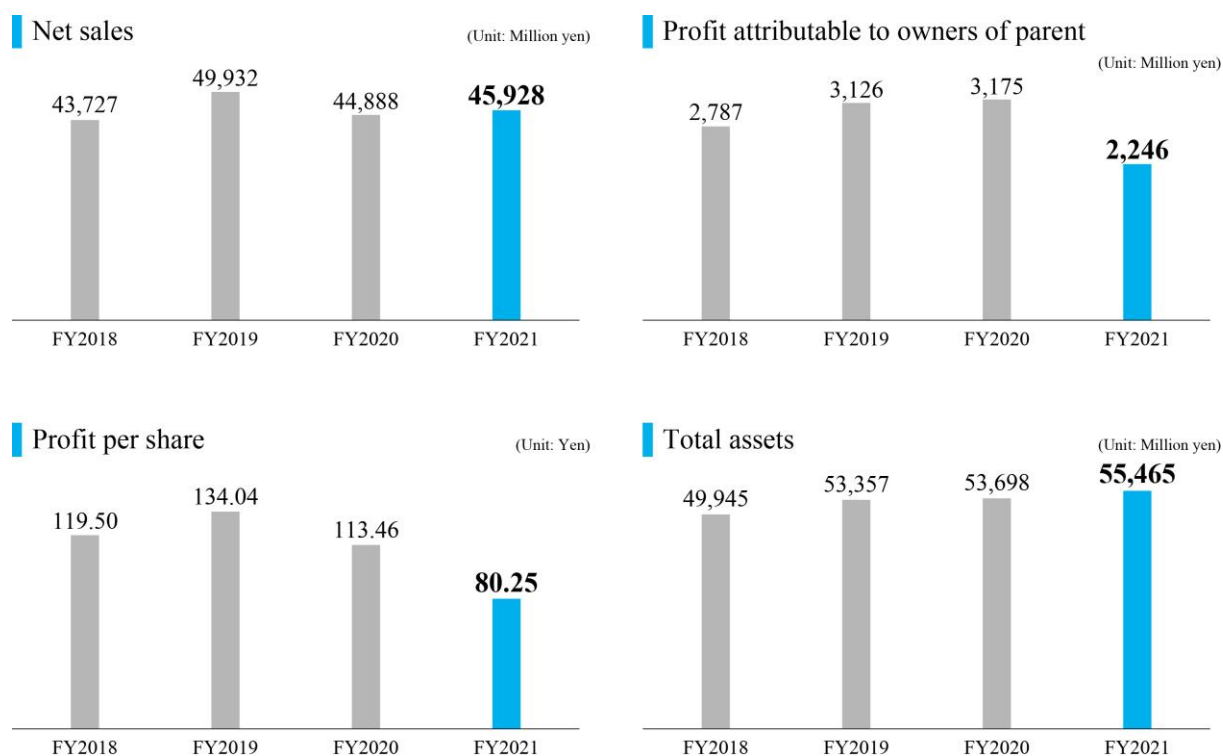 Net sales
(Unit: Million yen)
43,727
49,932
44,888
45,928
FY2018
FY2019
FY2020
FY2021
Profit attributable to owners of parent
(Unit: Million yen)
2,787
3,126
3,175
2,246
FY2018
FY2019
FY2020
FY2021
Profit per share
(Unit: Yen)
119.50
134.04
113.46
80.25
FY2018
FY2019
FY2020
FY2021
Total assets
(Unit: Million yen)
49,945
53,357
53,698
55,465
FY2018
FY2019
FY2020
FY2021